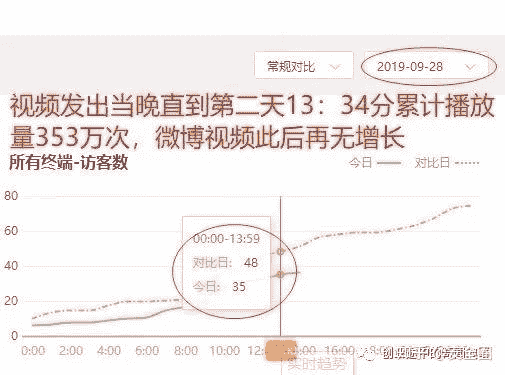 常规对比
2019-09-28
视频发出当晚直到第二天13：34分累计播放
量353万次，微博视频此后再无增长
所有终端-访客数
今日
对比日
80
60
40
20
0
00:00-13:59
对比日: 48
今日: 35
0:00 2:00 4:00 6:00 8:00 10:00 14:00 16:00 18:00
实时趋势